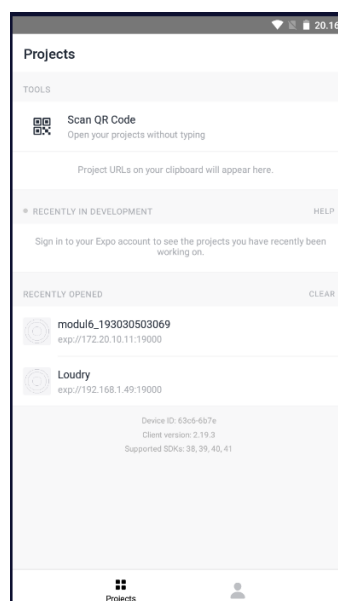 20.16
Projects
TOOLS
Scan QR Code
Open your projects without typing
Project URLs on your clipboard will appear here.
RECENTLY IN DEVELOPMENT HELP
Sign in to your Expo account to see the projects you have recently been
working on.
RECENTLY OPENED CLEAR
modul6_193030503069
exp://172.20.10.11:19000
Loudry
exp://192.168.1.49:19000
Device ID: 63c6-6b7e
Client version: 2.19.3
Supported SDKs: 38, 39, 40, 41
Projects